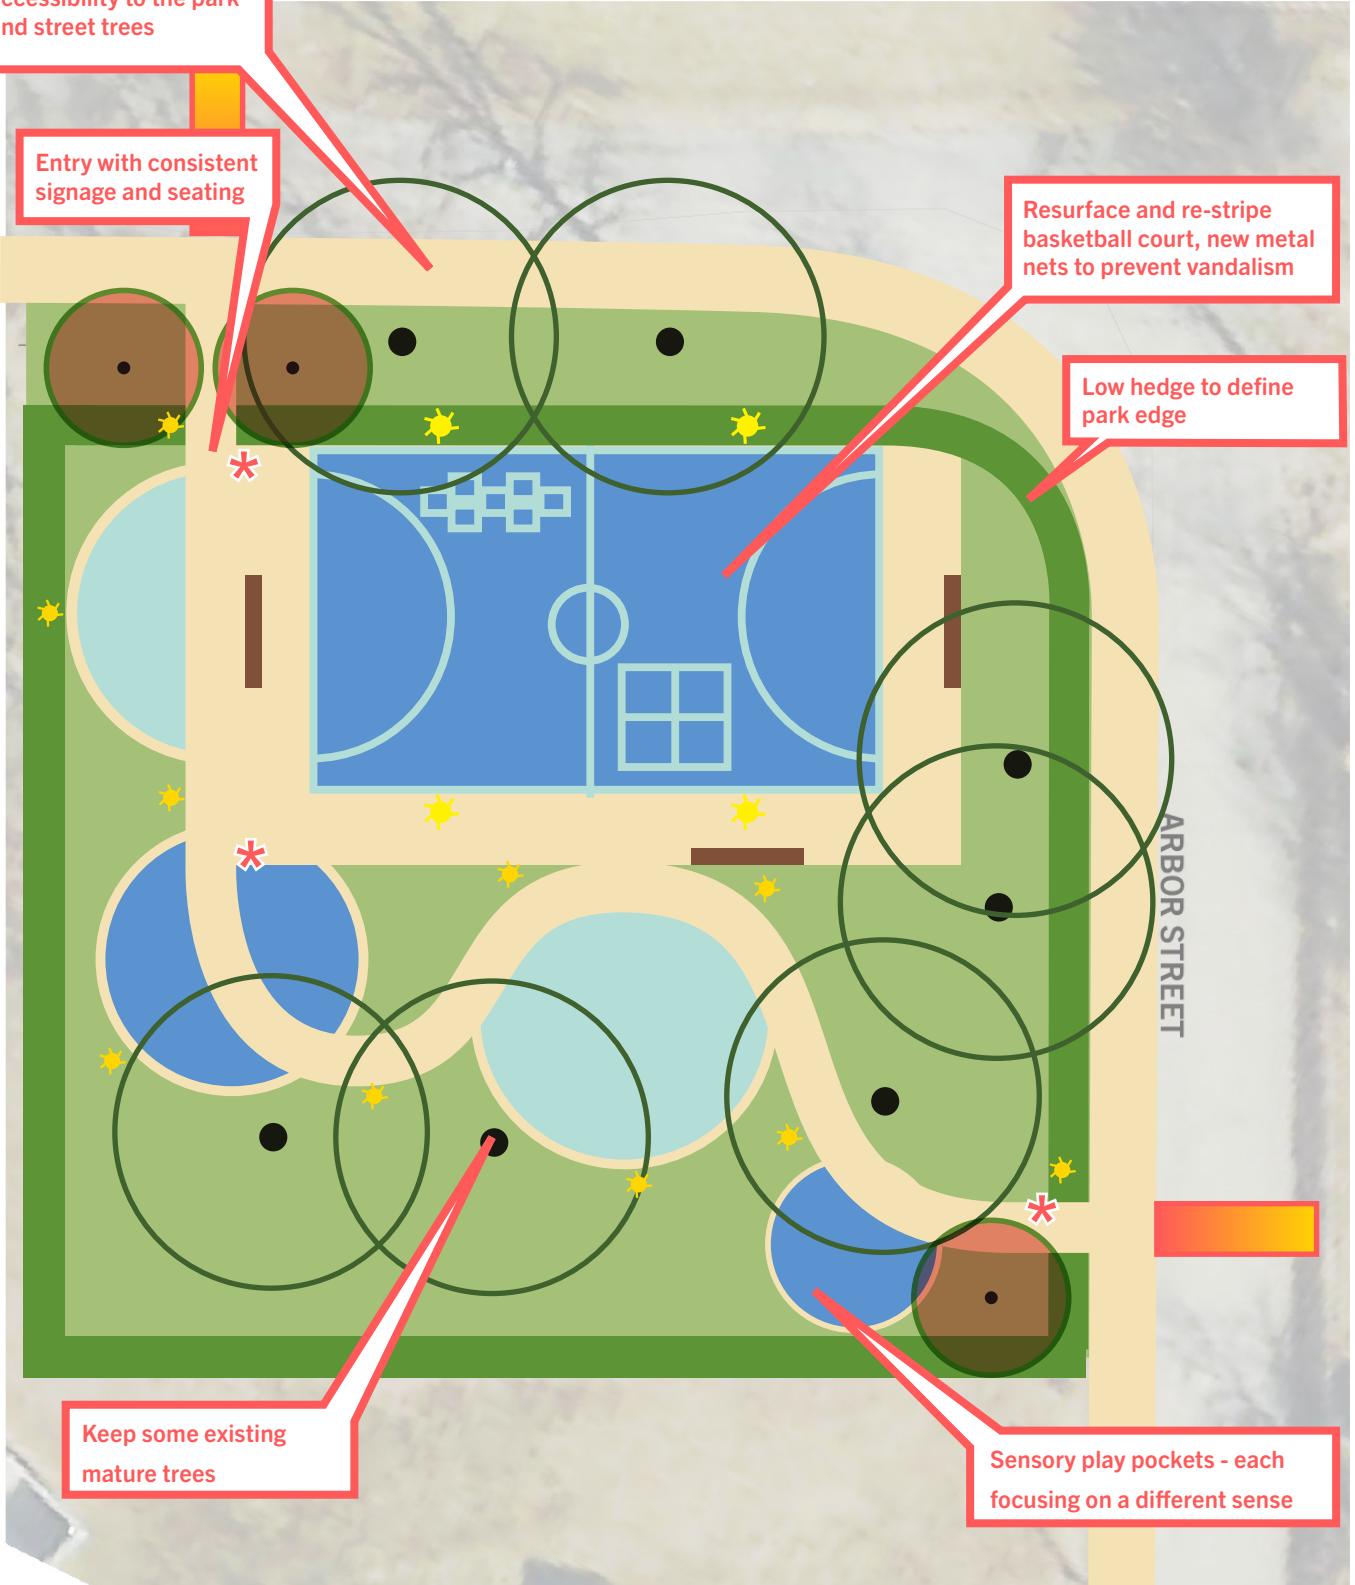 nd street trees
Entry with consistent
signage and seating
Resurface and re-stripe
basketball court, new metal
nets to prevent vandalism
Low hedge to define
park edge
ARBOR STREET
Keep some existing
mature trees
Sensory play pockets - each
focusing on a different sense